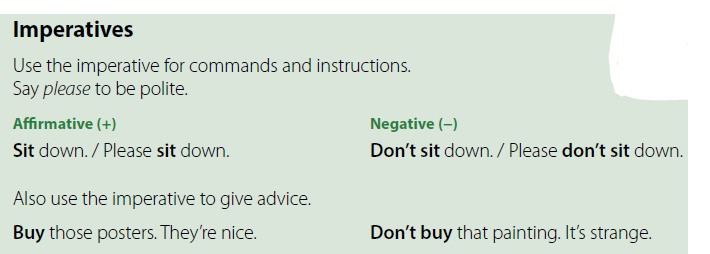 Imperatives
Use the imperative for commands and instructions.
Say please to be polite.
Affirmative (+)
Negative (–)
Sit down. / Please sit down.
Don't sit down. / Please don't sit down.
Also use the imperative to give advice.
Buy those posters. They're nice.
Don't buy that painting. It's strange.